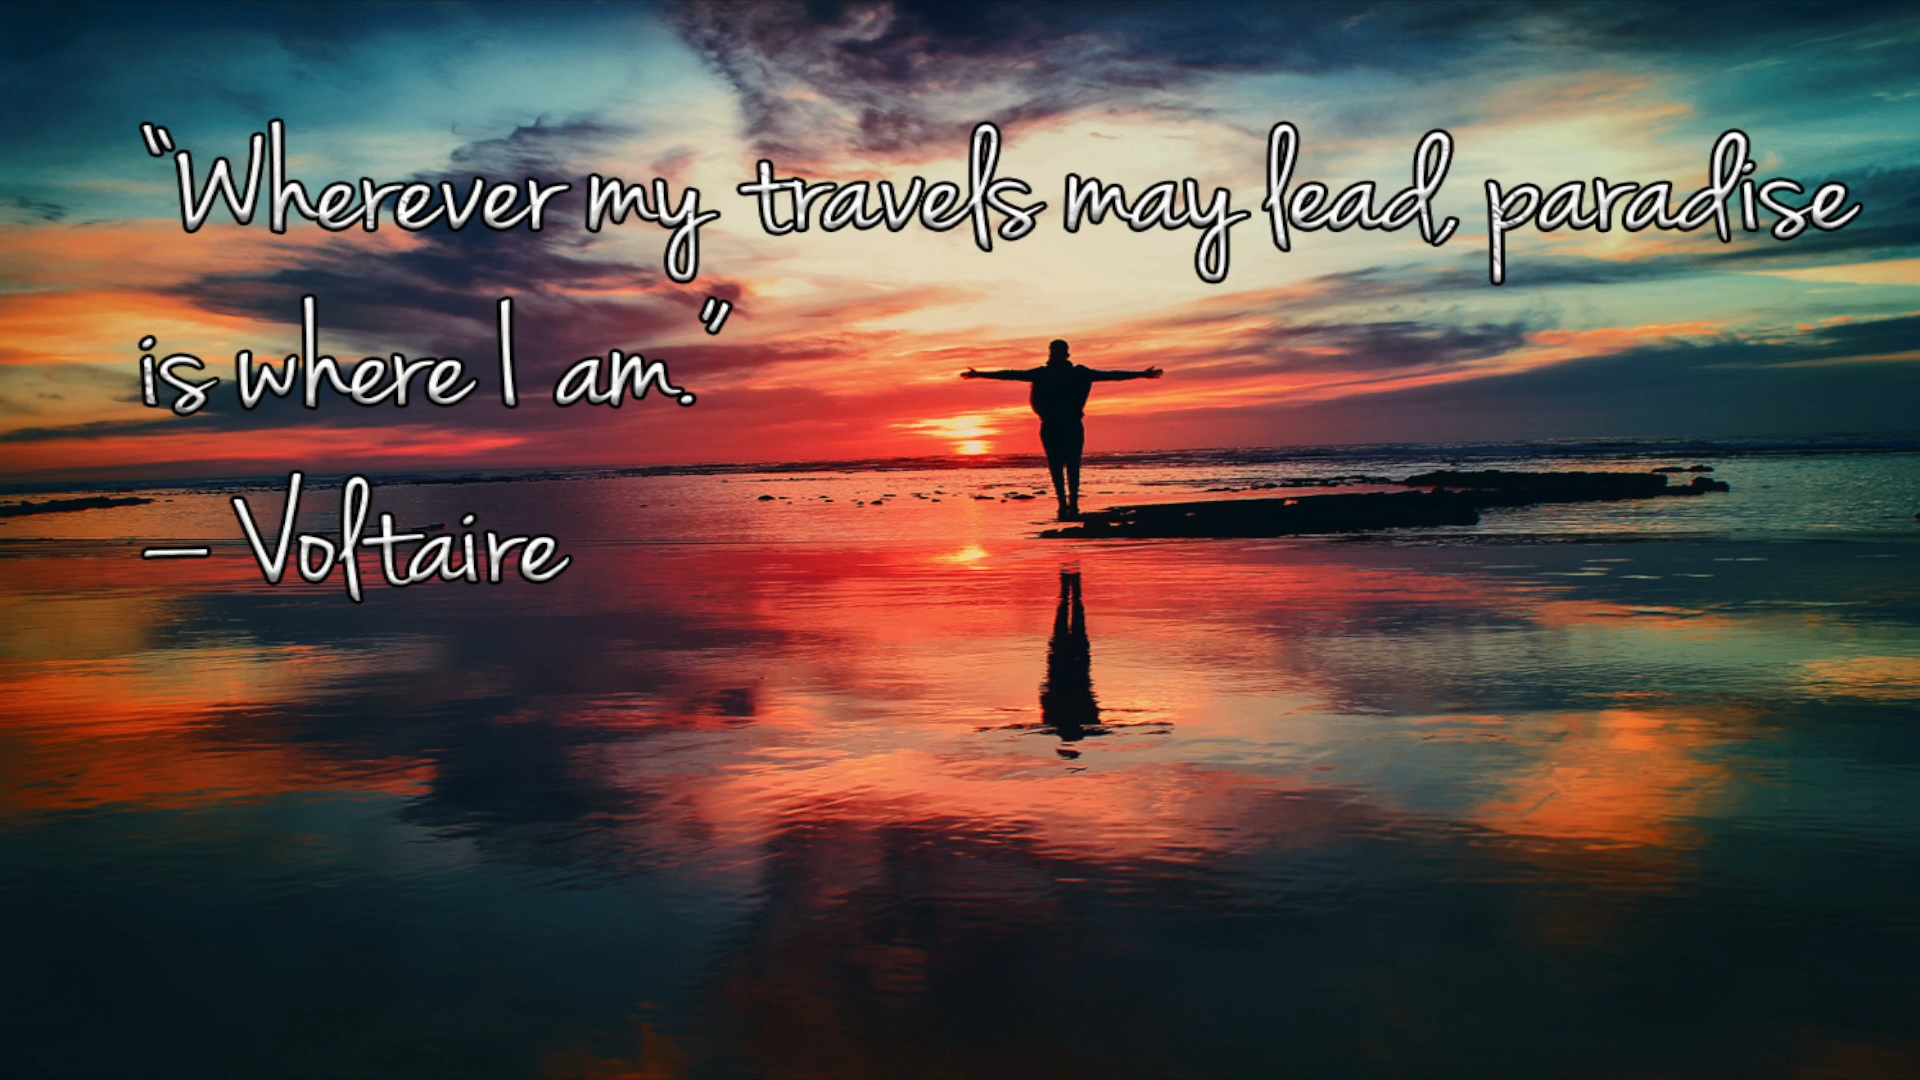 “Wherever my travels may lead, paradise
is where I am.”
– Voltaire